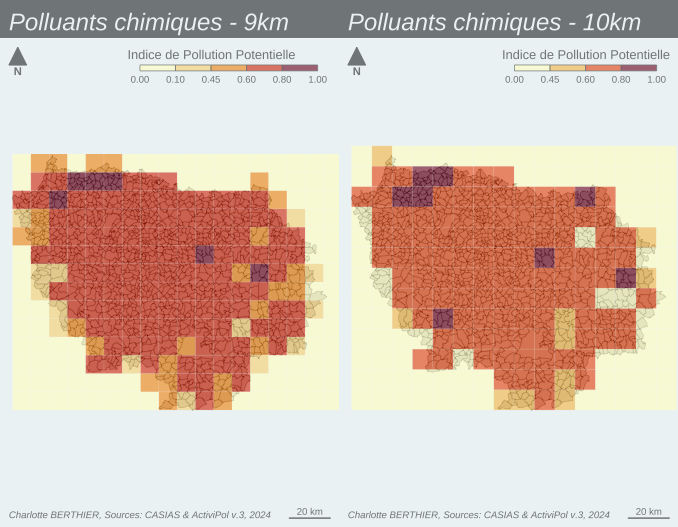 Polluants chimiques - 9km
N
Indice de Pollution Potentielle
0.00 0.10 0.45 0.60 0.80 1.00
Charlotte BERTHIER, Sources: CASIAS & ActiviPol v.3, 2024
20 km
Polluants chimiques - 10km
N
Indice de Pollution Potentielle
0.00 0.45 0.60 0.80 1.00
Charlotte BERTHIER, Sources: CASIAS & ActiviPol v.3, 2024
20 km